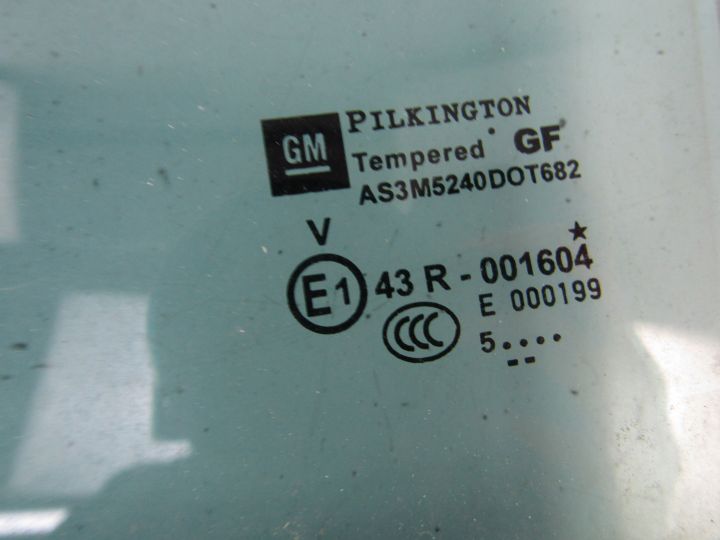 GM
PILKINGTON
Tempered GF
AS3M5240DOT682
V
E1 43 R - 001604
CCC E 000199
5....
--